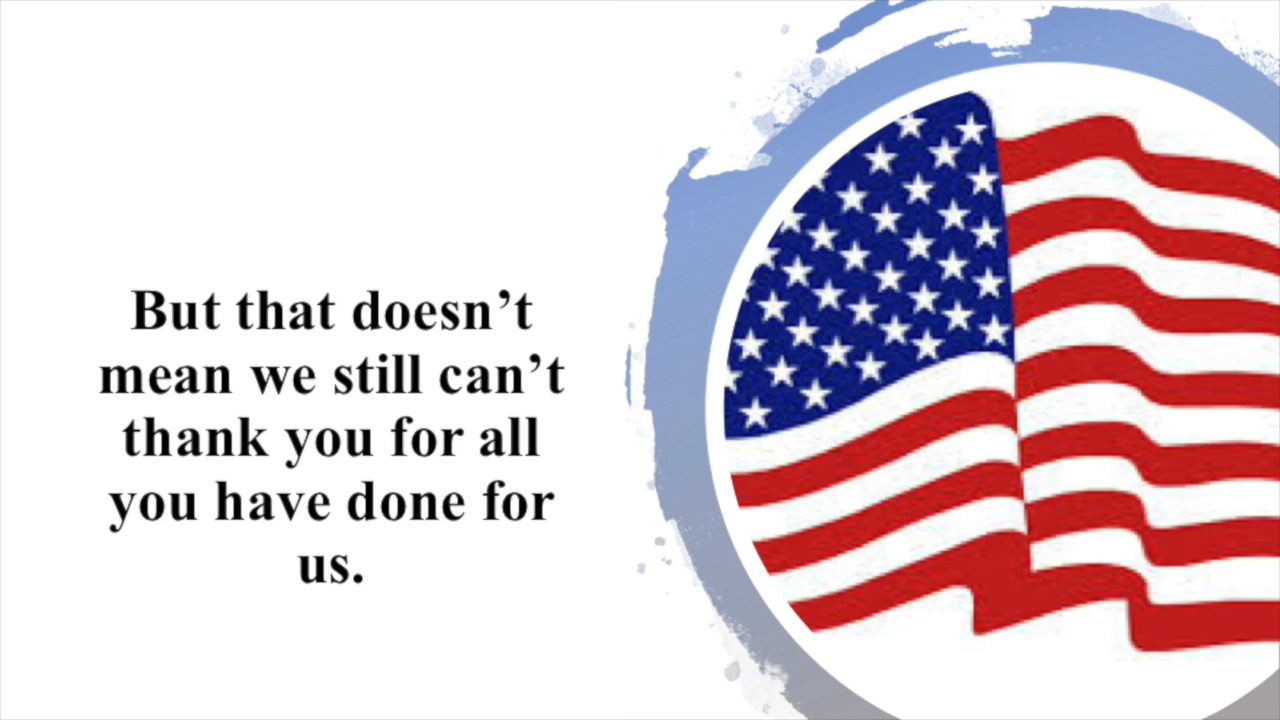 But that doesn’t
mean we still can’t
thank you for all
you have done for
us.